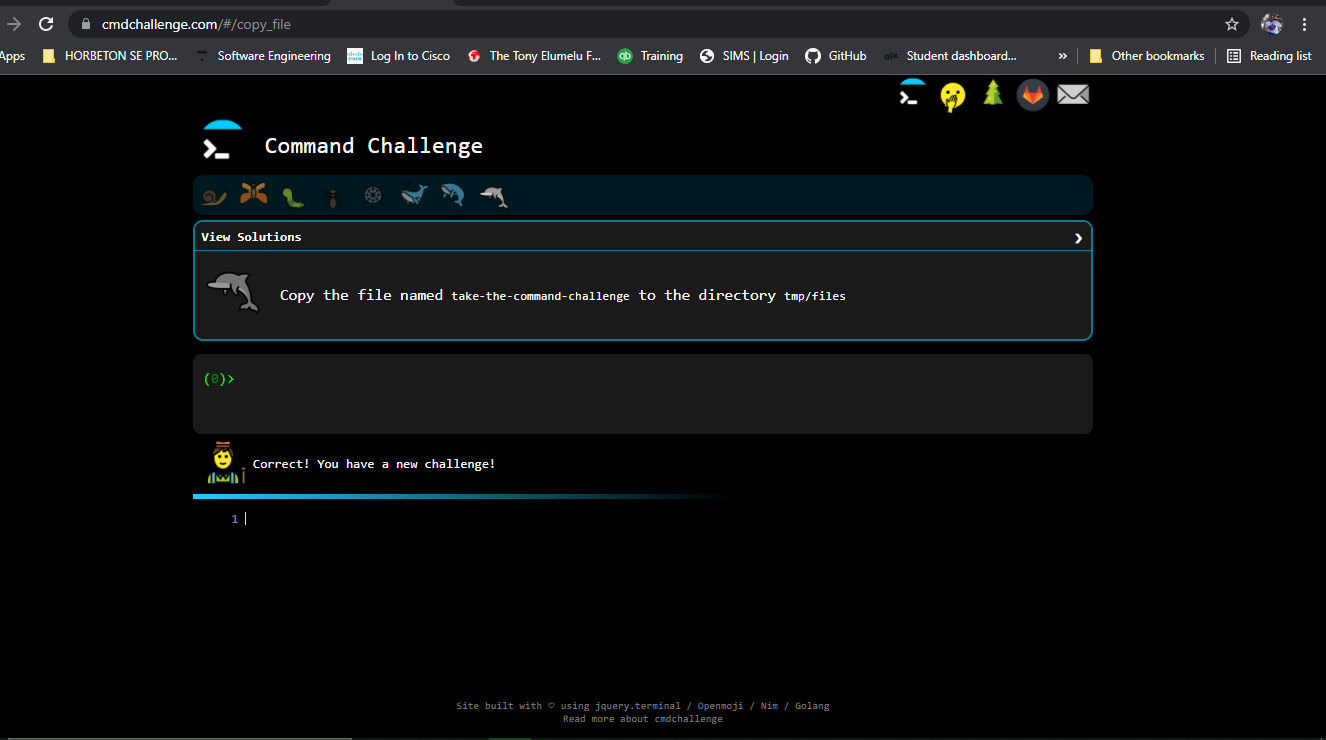 cmdchallenge.com/#/copy_file
Apps HORBETON SE PRO... Software Engineering Log In to Cisco The Tony Elumelu F... qb Training SIMS | Login GitHub alx Student dashboard... » Other bookmarks Reading list
Command Challenge
View Solutions
Copy the file named take-the-command-challenge to the directory tmp/files
(0)>
Correct! You have a new challenge!
1
Site built with ♡ using jquery.terminal / Openmoji / Nim / Golang
Read more about cmdchallenge